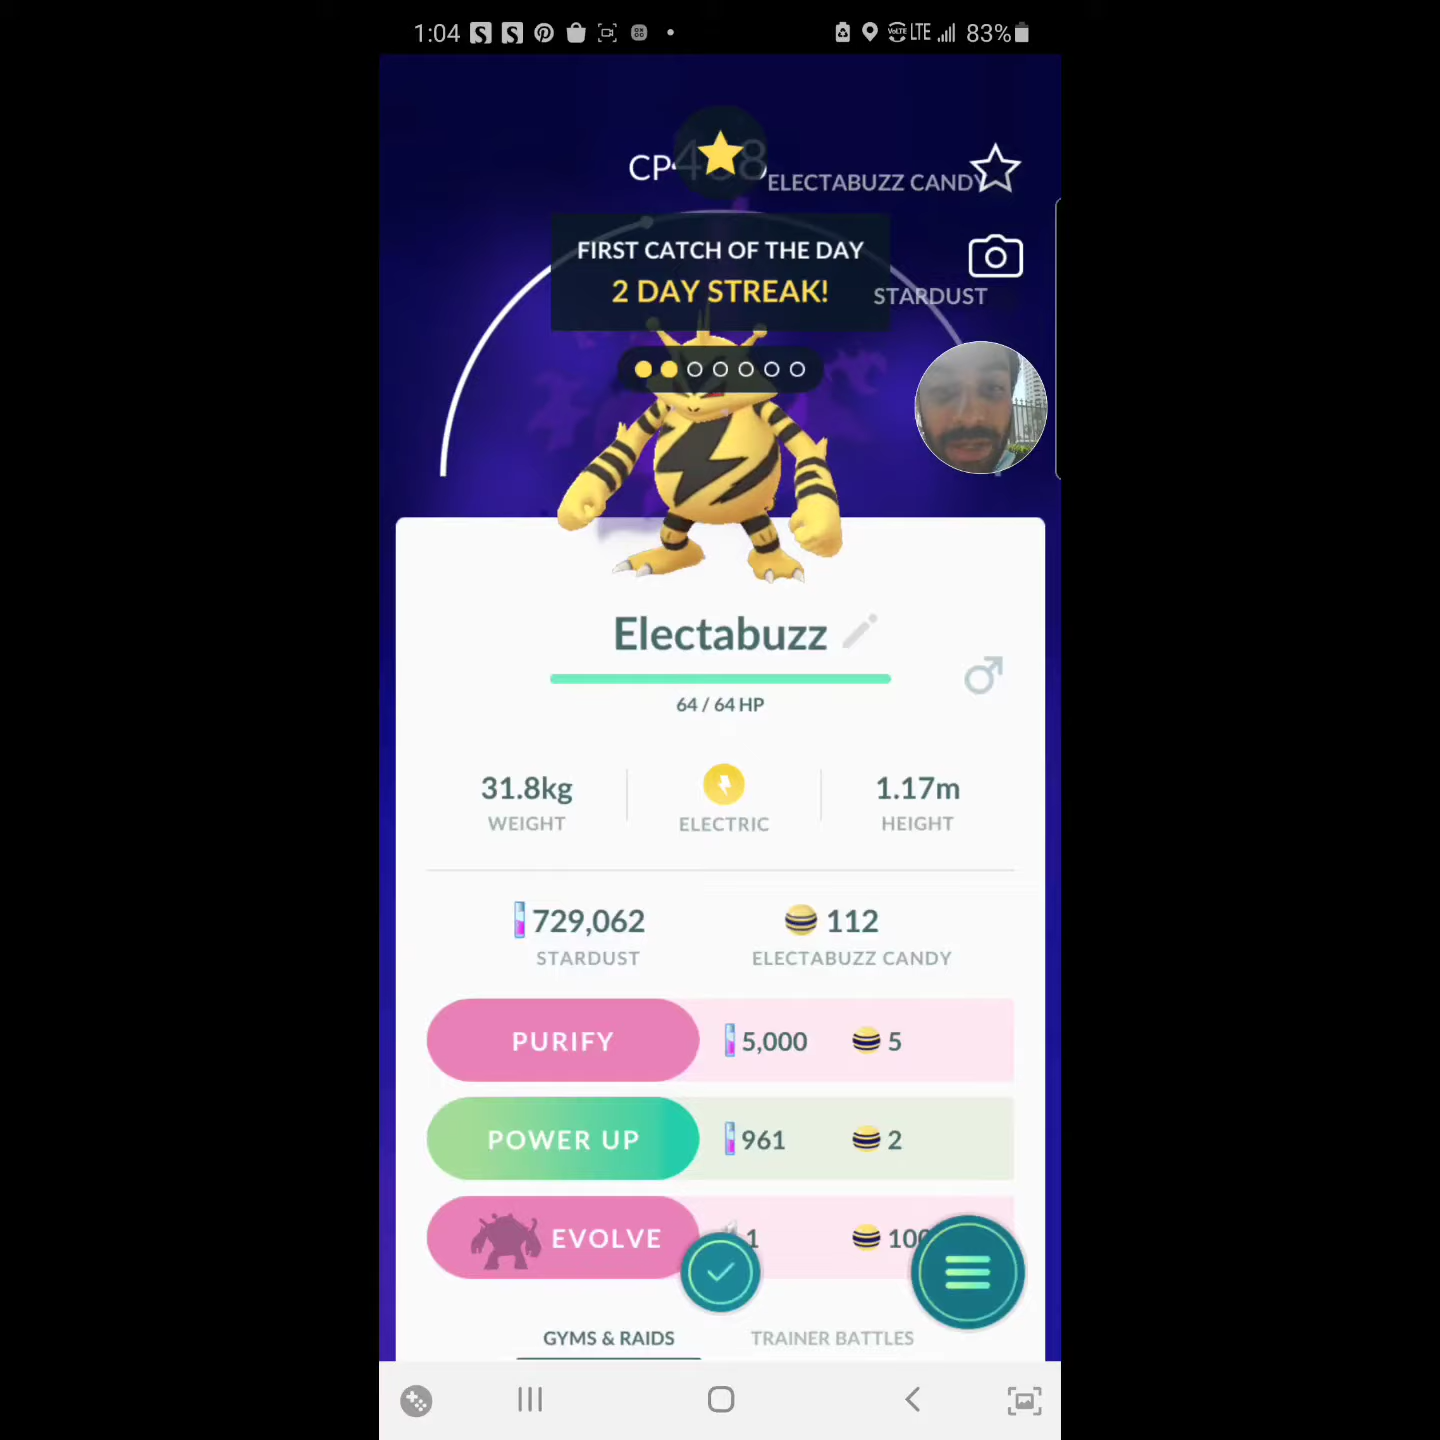 1:04
VoLTE LTE 83%
CP
ELECTABUZZ CANDY
FIRST CATCH OF THE DAY
2 DAY STREAK!
STARDUST
Electabuzz
64 / 64 HP
31.8kg
WEIGHT
ELECTRIC
1.17m
HEIGHT
729,062
STARDUST
112
ELECTABUZZ CANDY
PURIFY 5,000 5
POWER UP 961 2
EVOLVE 1
GYMS & RAIDS TRAINER BATTLES